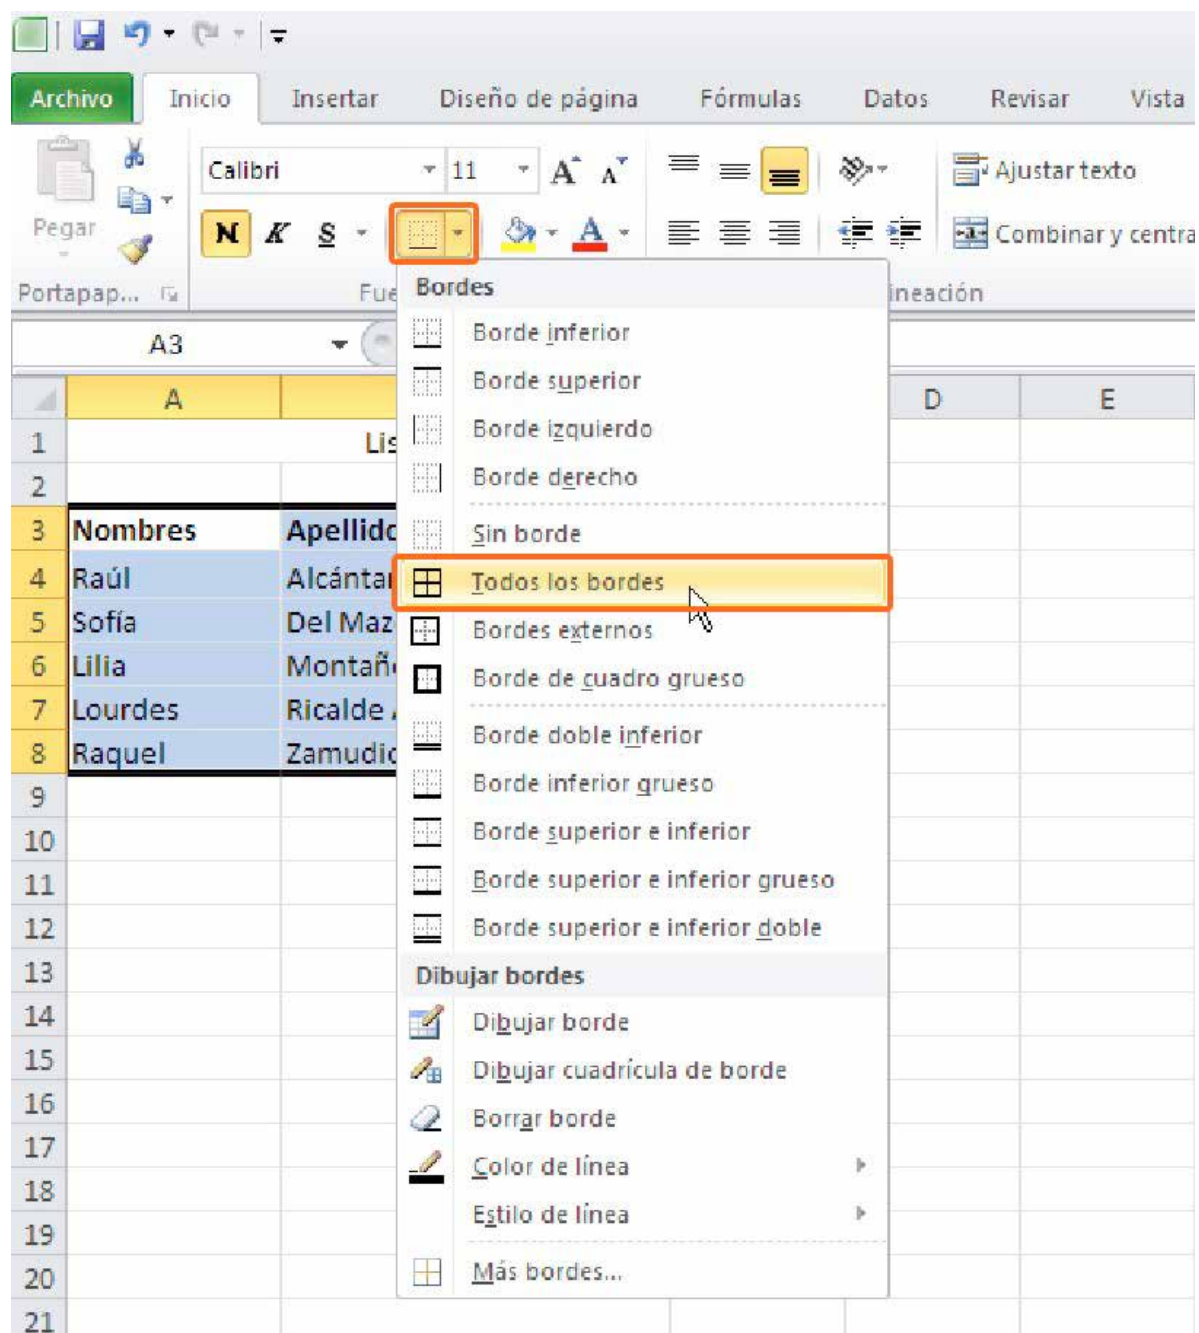 Archivo Inicio Insertar Diseño de página Fórmulas Datos Revisar Vista
Calibri 11 A A Ajustar texto
Pegar N K S A Combinar y centra
Portapap... Fue ineación
A3
Bordes
Borde inferior
Borde superior
Borde izquierdo
Borde derecho
Sin borde
Todos los bordes
Bordes externos
Borde de cuadro grueso
Borde doble inferior
Borde inferior grueso
Borde superior e inferior
Borde superior e inferior grueso
Borde superior e inferior doble
Dibujar bordes
Dibujar borde
Dibujar cuadrícula de borde
Borrar borde
Color de línea
Estilo de línea
Más bordes...
A D E
1 Lis
2
3 Nombres Apellido
4 Raúl Alcántar
5 Sofía Del Maz
6 Lilia Montañ
7 Lourdes Ricalde
8 Raquel Zamudio
9
10
11
12
13
14
15
16
17
18
19
20
21